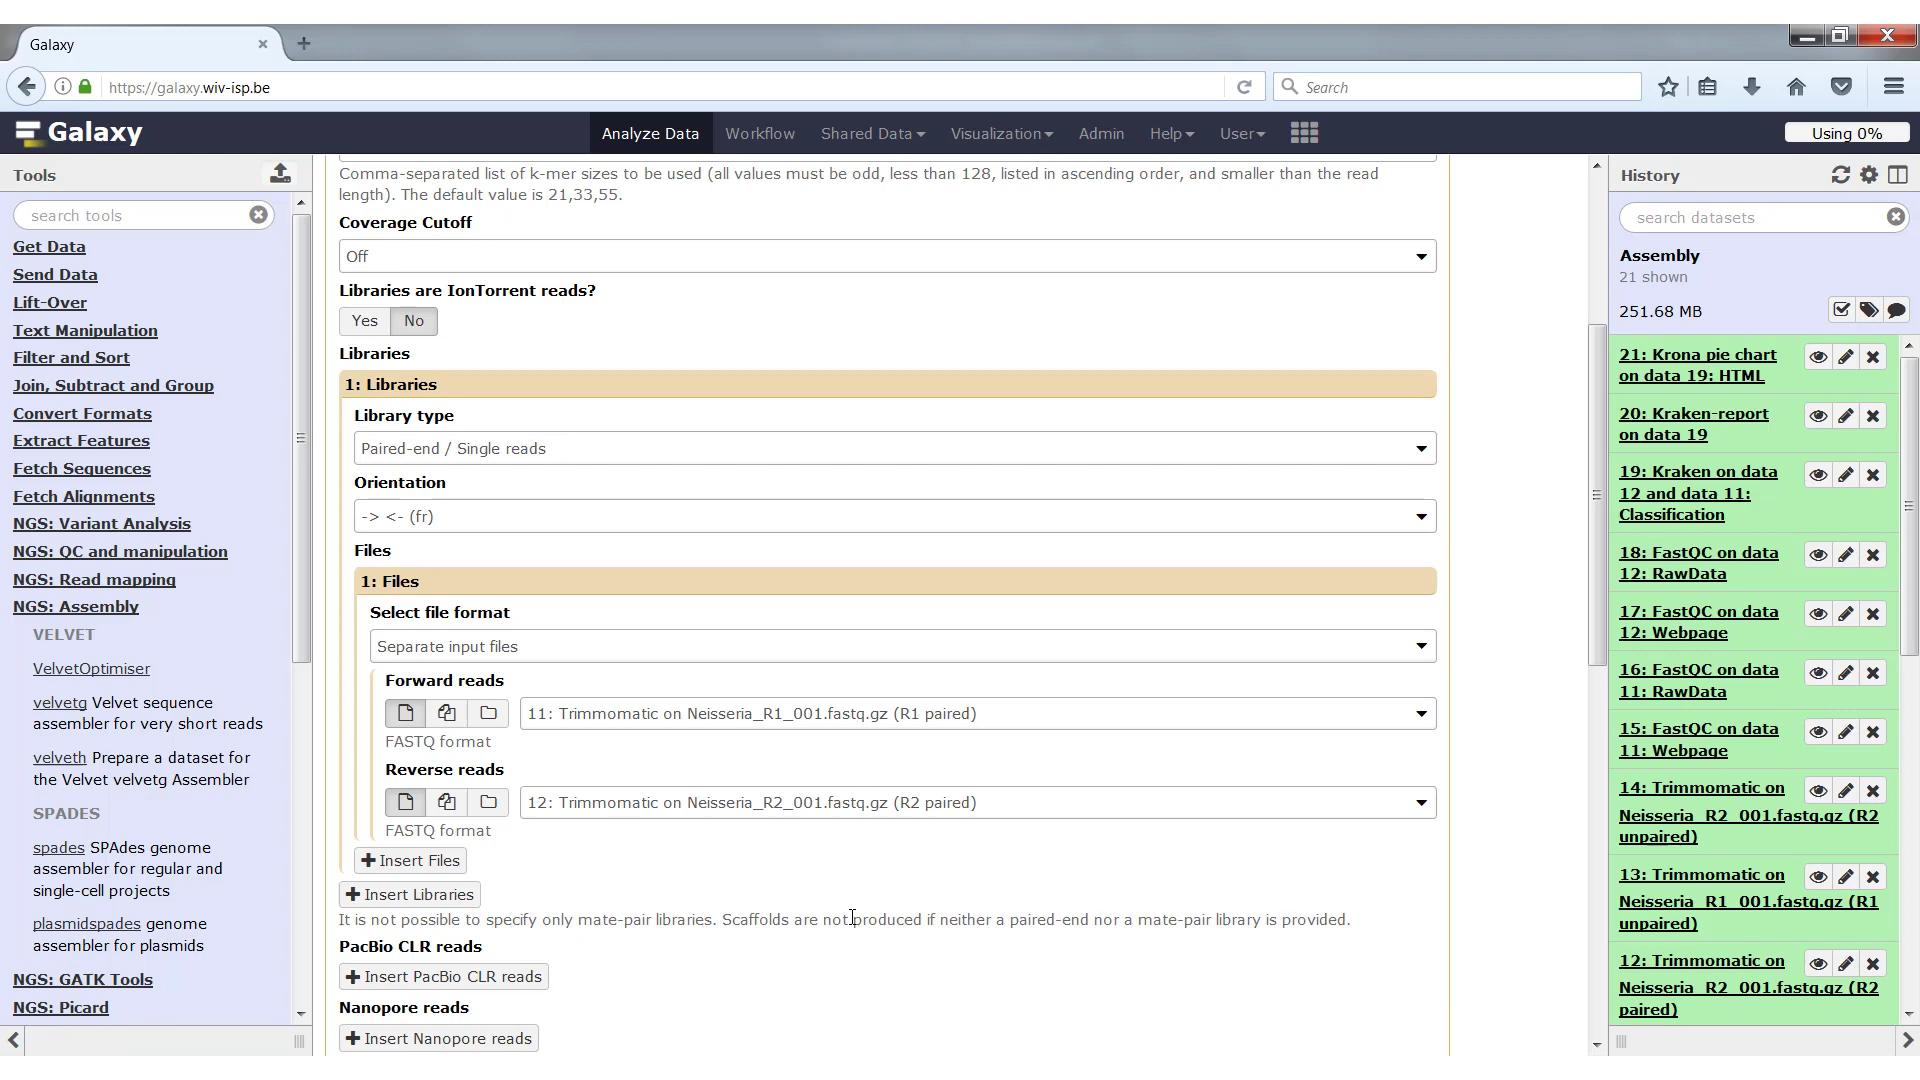 Galaxy
https://galaxy.wiv-isp.be
Search
Galaxy
Analyze Data
Workflow
Shared Data
Visualization
Admin
Help
User
Using 0%
Tools
search tools
Get Data
Send Data
Lift-Over
Text Manipulation
Filter and Sort
Join, Subtract and Group
Convert Formats
Extract Features
Fetch Sequences
Fetch Alignments
NGS: Variant Analysis
NGS: QC and manipulation
NGS: Read mapping
NGS: Assembly
VELVET
VelvetOptimiser
velvetg Velvet sequence
assembler for very short reads
velveth Prepare a dataset for
the Velvet velvetg Assembler
SPADES
spades SPAdes genome
assembler for regular and
single-cell projects
plasmidspades genome
assembler for plasmids
NGS: GATK Tools
NGS: Picard
Comma-separated list of k-mer sizes to be used (all values must be odd, less than 128, listed in ascending order, and smaller than the read
length). The default value is 21,33,55.
Coverage Cutoff
Off
Libraries are IonTorrent reads?
Yes No
Libraries
1: Libraries
Library type
Paired-end / Single reads
Orientation
-> <- (fr)
Files
1: Files
Select file format
Separate input files
Forward reads
11: Trimmomatic on Neisseria_R1_001.fastq.gz (R1 paired)
FASTQ format
Reverse reads
12: Trimmomatic on Neisseria_R2_001.fastq.gz (R2 paired)
FASTQ format
Insert Files
Insert Libraries
It is not possible to specify only mate-pair libraries. Scaffolds are not produced if neither a paired-end nor a mate-pair library is provided.
PacBio CLR reads
Insert PacBio CLR reads
Nanopore reads
Insert Nanopore reads
History
search datasets
Assembly
21 shown
251.68 MB
21: Krona pie chart
on data 19: HTML
20: Kraken-report
on data 19
19: Kraken on data
12 and data 11:
Classification
18: FastQC on data
12: RawData
17: FastQC on data
12: Webpage
16: FastQC on data
11: RawData
15: FastQC on data
11: Webpage
14: Trimmomatic on
Neisseria_R2_001.fastq.gz (R2
unpaired)
13: Trimmomatic on
Neisseria_R1_001.fastq.gz (R1
unpaired)
12: Trimmomatic on
Neisseria_R2_001.fastq.gz (R2
paired)